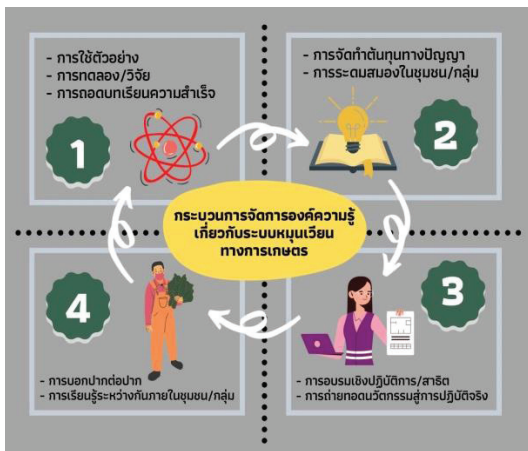 - การใช้ตัวอย่าง
- การทดลอง/วิจัย
- การถอดบทเรียนความสำเร็จ
1
- การจัดทำต้นทุนทางปัญญา
- การระดมสมองในชุมชน/กลุ่ม
2
กระบวนการจัดการองค์ความรู้
เกี่ยวกับระบบหมุนเวียน
ทางการเกษตร
3
- การอบรมเชิงปฏิบัติการ/สาธิต
- การถ่ายทอดนวัตกรรมสู่การปฏิบัติจริง
4
- การบอกปากต่อปาก
- การเรียนรู้ระหว่างกันภายในชุมชน/กลุ่ม